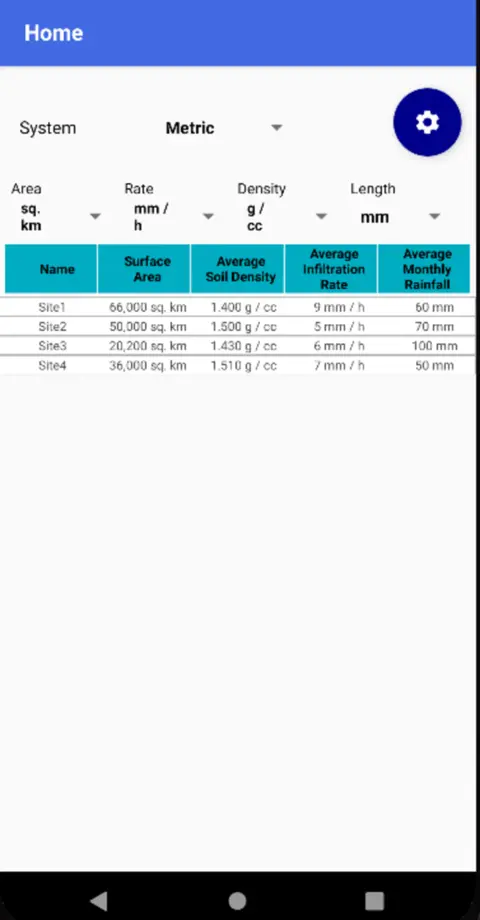 Home
System Metric
Area Rate Density Length
sq. mm / g / mm
km h cc
Name Surface Area Average Soil Density Average Infiltration Rate Average Monthly Rainfall
Site1 66,000 sq. km 1.400 g / cc 9 mm / h 60 mm
Site2 50,000 sq. km 1.500 g / cc 5 mm / h 70 mm
Site3 20,200 sq. km 1.430 g / cc 6 mm / h 100 mm
Site4 36,000 sq. km 1.510 g / cc 7 mm / h 50 mm